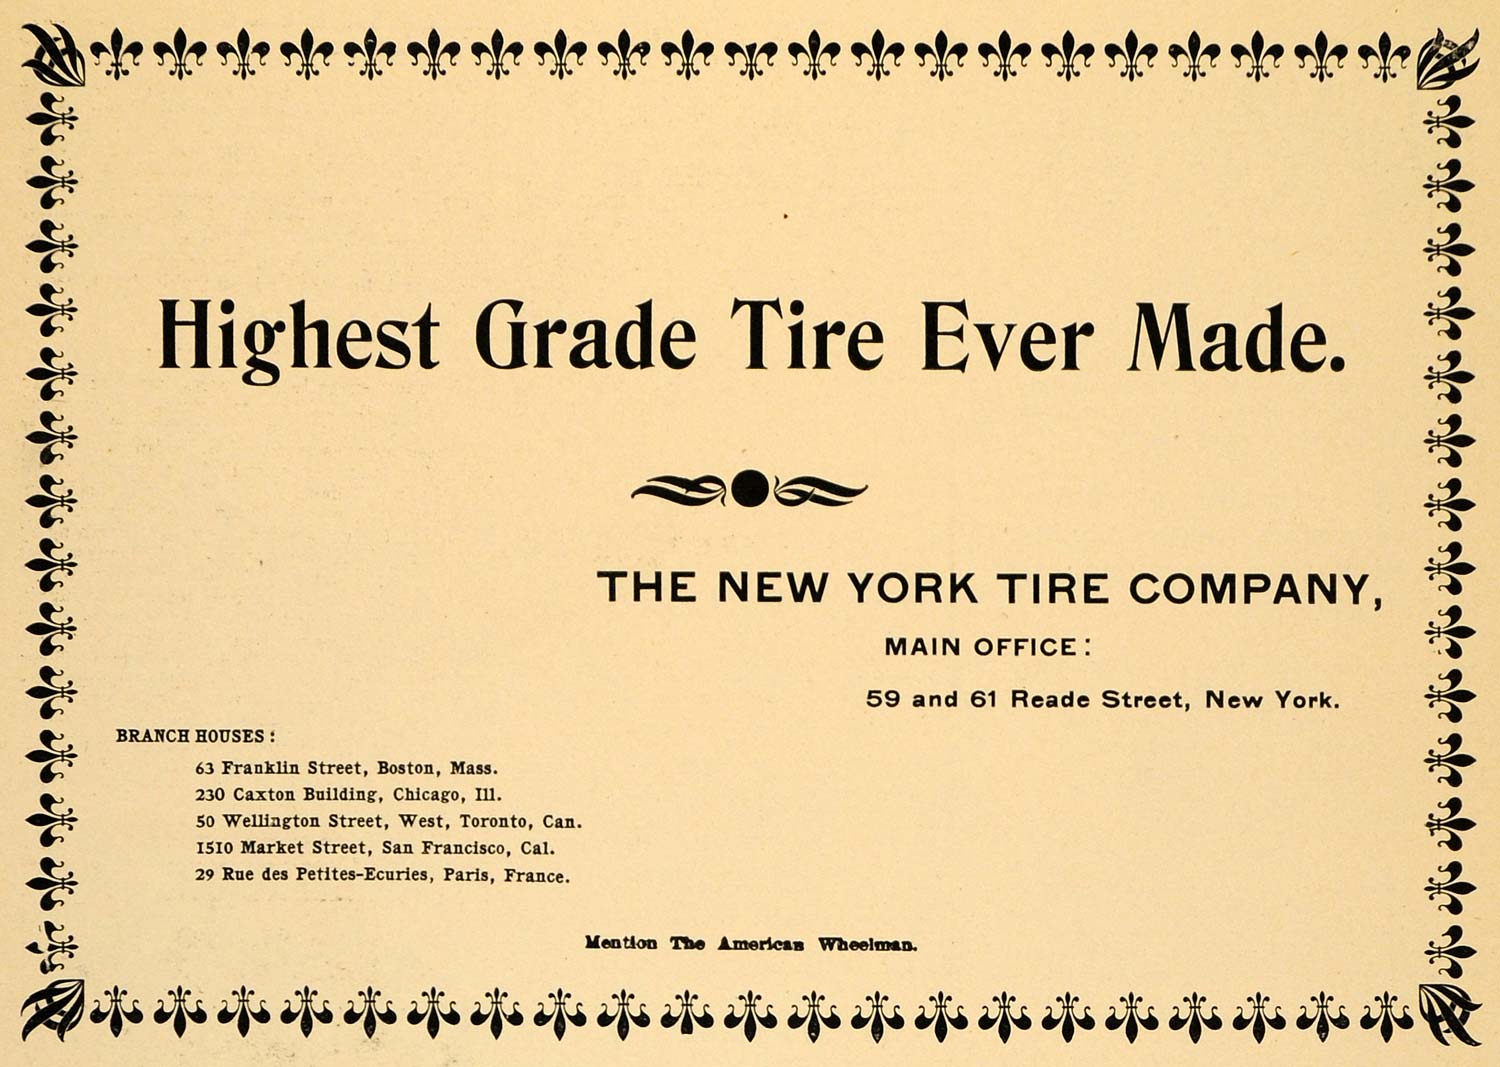 Highest Grade Tire Ever Made.
THE NEW YORK TIRE COMPANY,
MAIN OFFICE:
59 and 61 Reade Street, New York.
BRANCH HOUSES:
63 Franklin Street, Boston, Mass.
230 Caxton Building, Chicago, Ill.
50 Wellington Street, West, Toronto, Can.
1510 Market Street, San Francisco, Cal.
29 Rue des Petites-Ecuries, Paris, France.
Mention The American Wheelman.